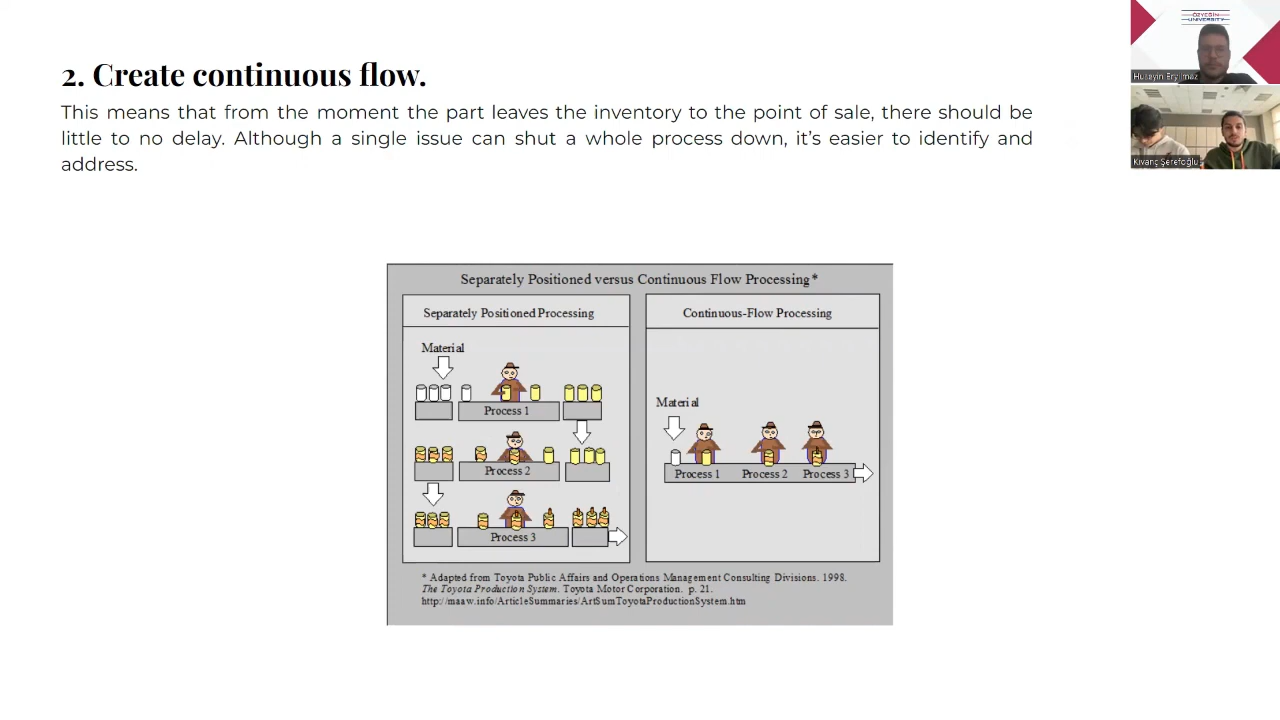 2. Create continuous flow.
This means that from the moment the part leaves the inventory to the point of sale, there should be
little to no delay. Although a single issue can shut a whole process down, it's easier to identify and
address.
Separately Positioned versus Continuous Flow Processing*
Separately Positioned Processing
Material
Process 1
Process 2
Process 3
Continuous-Flow Processing
Material
Process 1 Process 2 Process 3
* Adapted from Toyota Public Affairs and Operations Management Consulting Divisions. 1998.
The Toyota Production System. Toyota Motor Corporation. p. 21.
http://maaw.info/ArticleSummaries/ArtSumToyotaProductionSystem.htm
ÖZYEĞİN
UNIVERSITY
Hüseyin Eryılmaz
Kıvanç Şerefoğlu